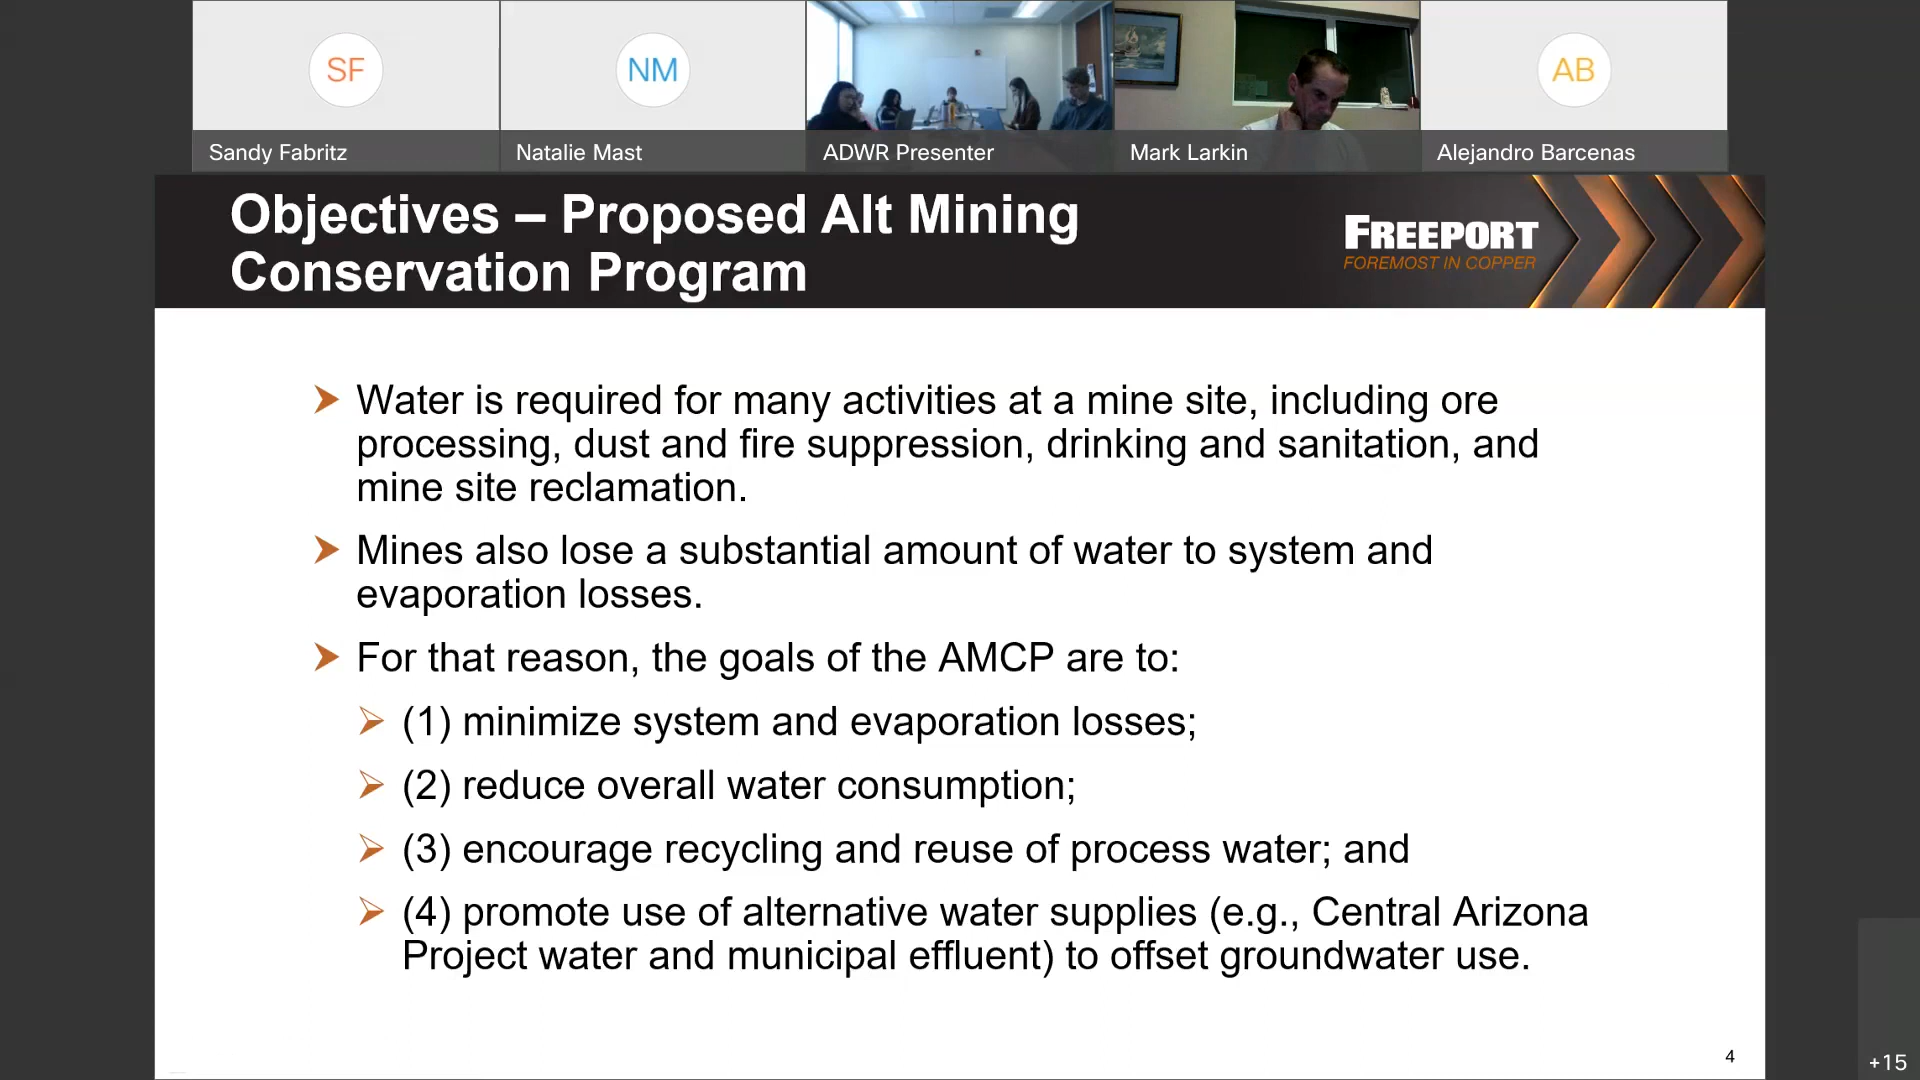 SF
NM
AB
Sandy Fabritz
Natalie Mast
ADWR Presenter
Mark Larkin
Alejandro Barcenas
Objectives – Proposed Alt Mining
Conservation Program
FREEPORT
FOREMOST IN COPPER
Water is required for many activities at a mine site, including ore
processing, dust and fire suppression, drinking and sanitation, and
mine site reclamation.
Mines also lose a substantial amount of water to system and
evaporation losses.
For that reason, the goals of the AMCP are to:
(1) minimize system and evaporation losses;
(2) reduce overall water consumption;
(3) encourage recycling and reuse of process water; and
(4) promote use of alternative water supplies (e.g., Central Arizona
Project water and municipal effluent) to offset groundwater use.
4
+15